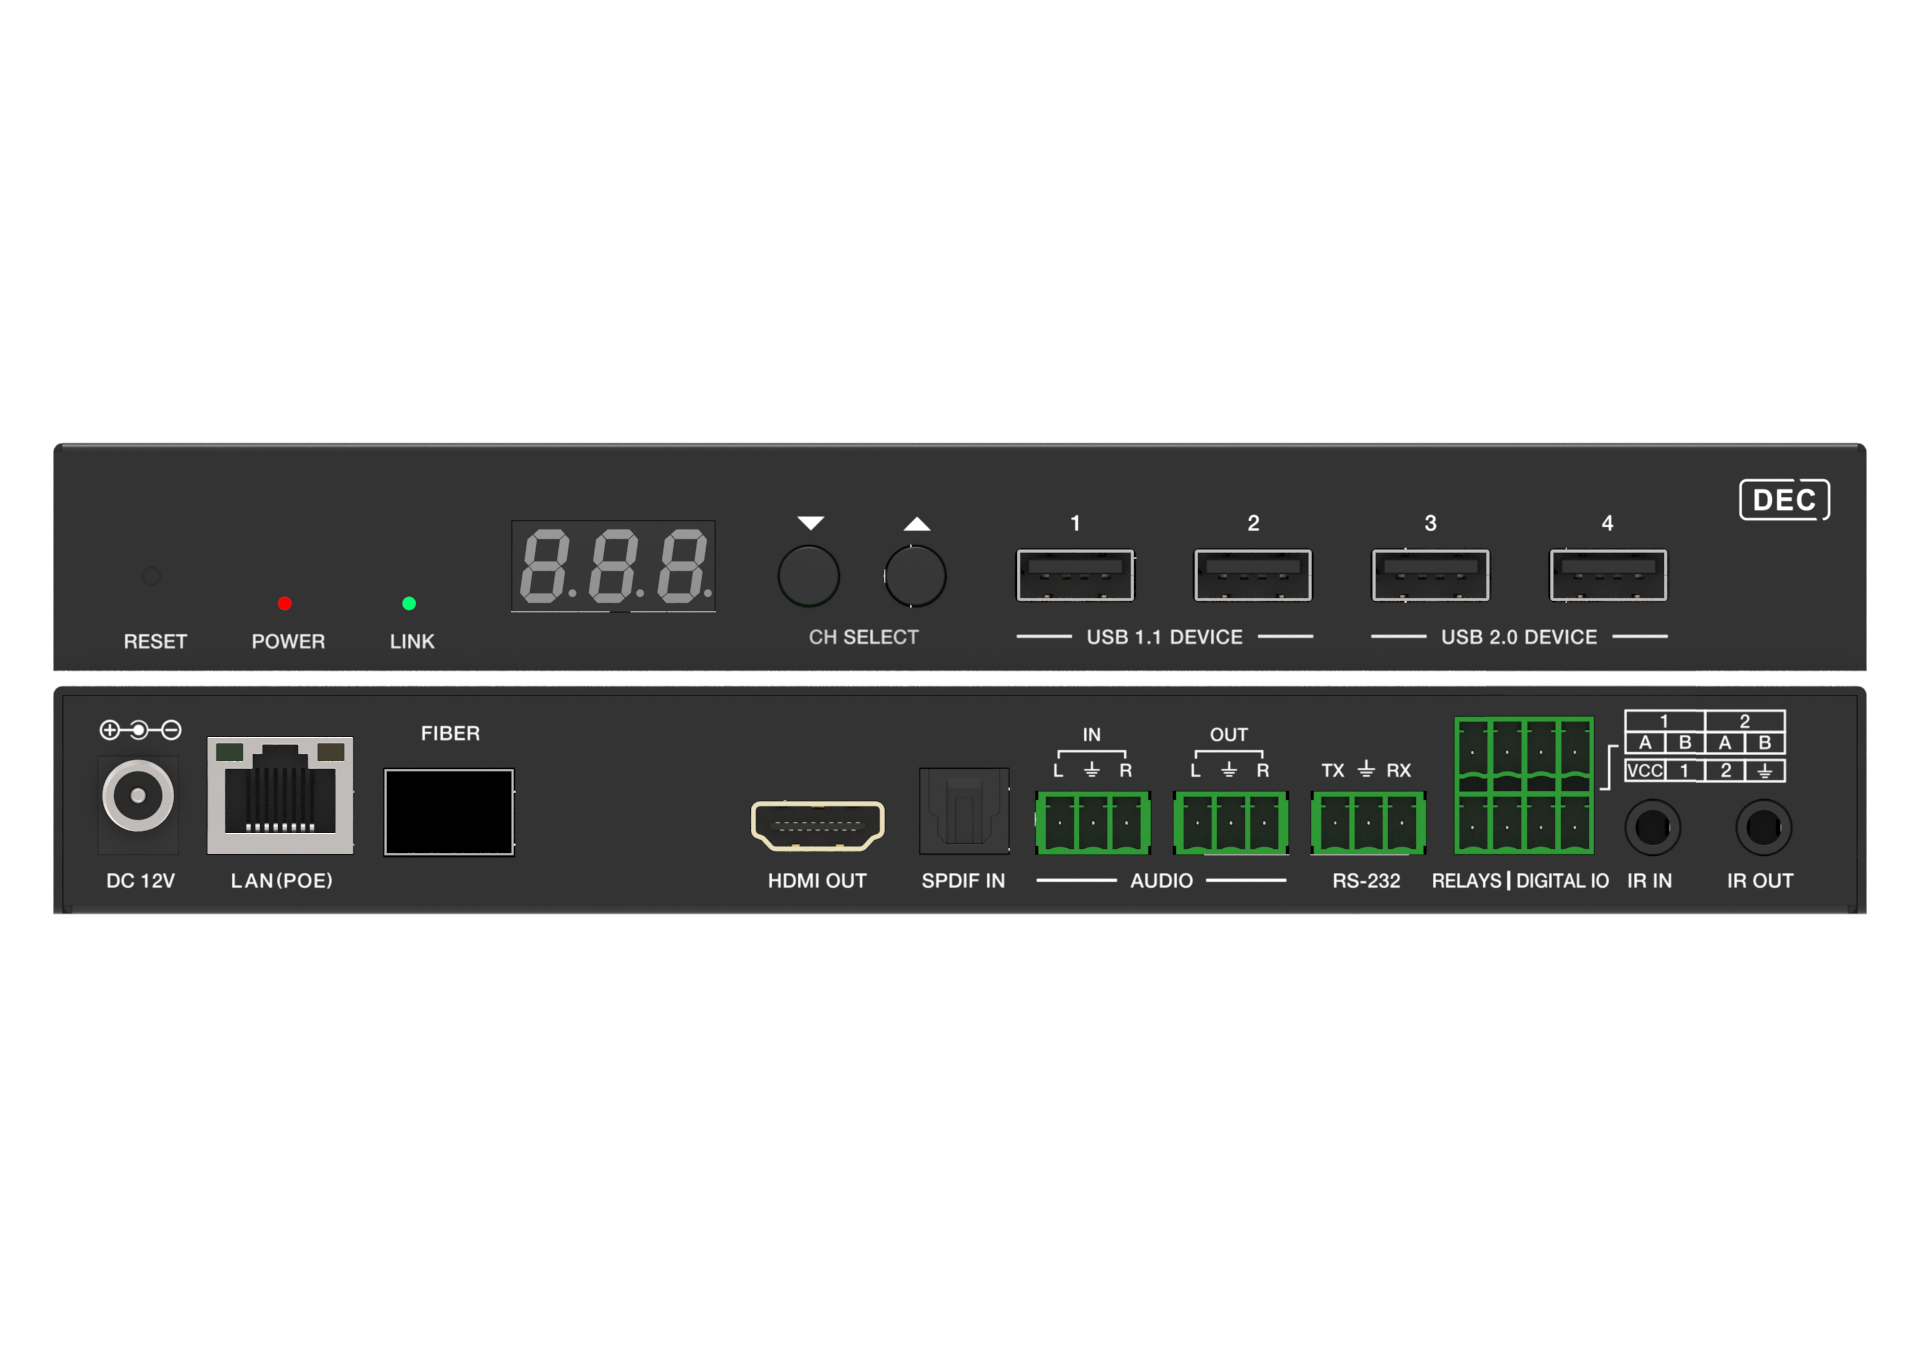 DEC
8.8.8.
1 2 3 4
RESET POWER LINK CH SELECT USB 1.1 DEVICE USB 2.0 DEVICE
FIBER
IN OUT
L R L R TX RX
1 2
A B A B
VCC 1 2
DC 12V LAN(POE) HDMI OUT SPDIF IN AUDIO RS-232 RELAYS | DIGITAL IO IR IN IR OUT